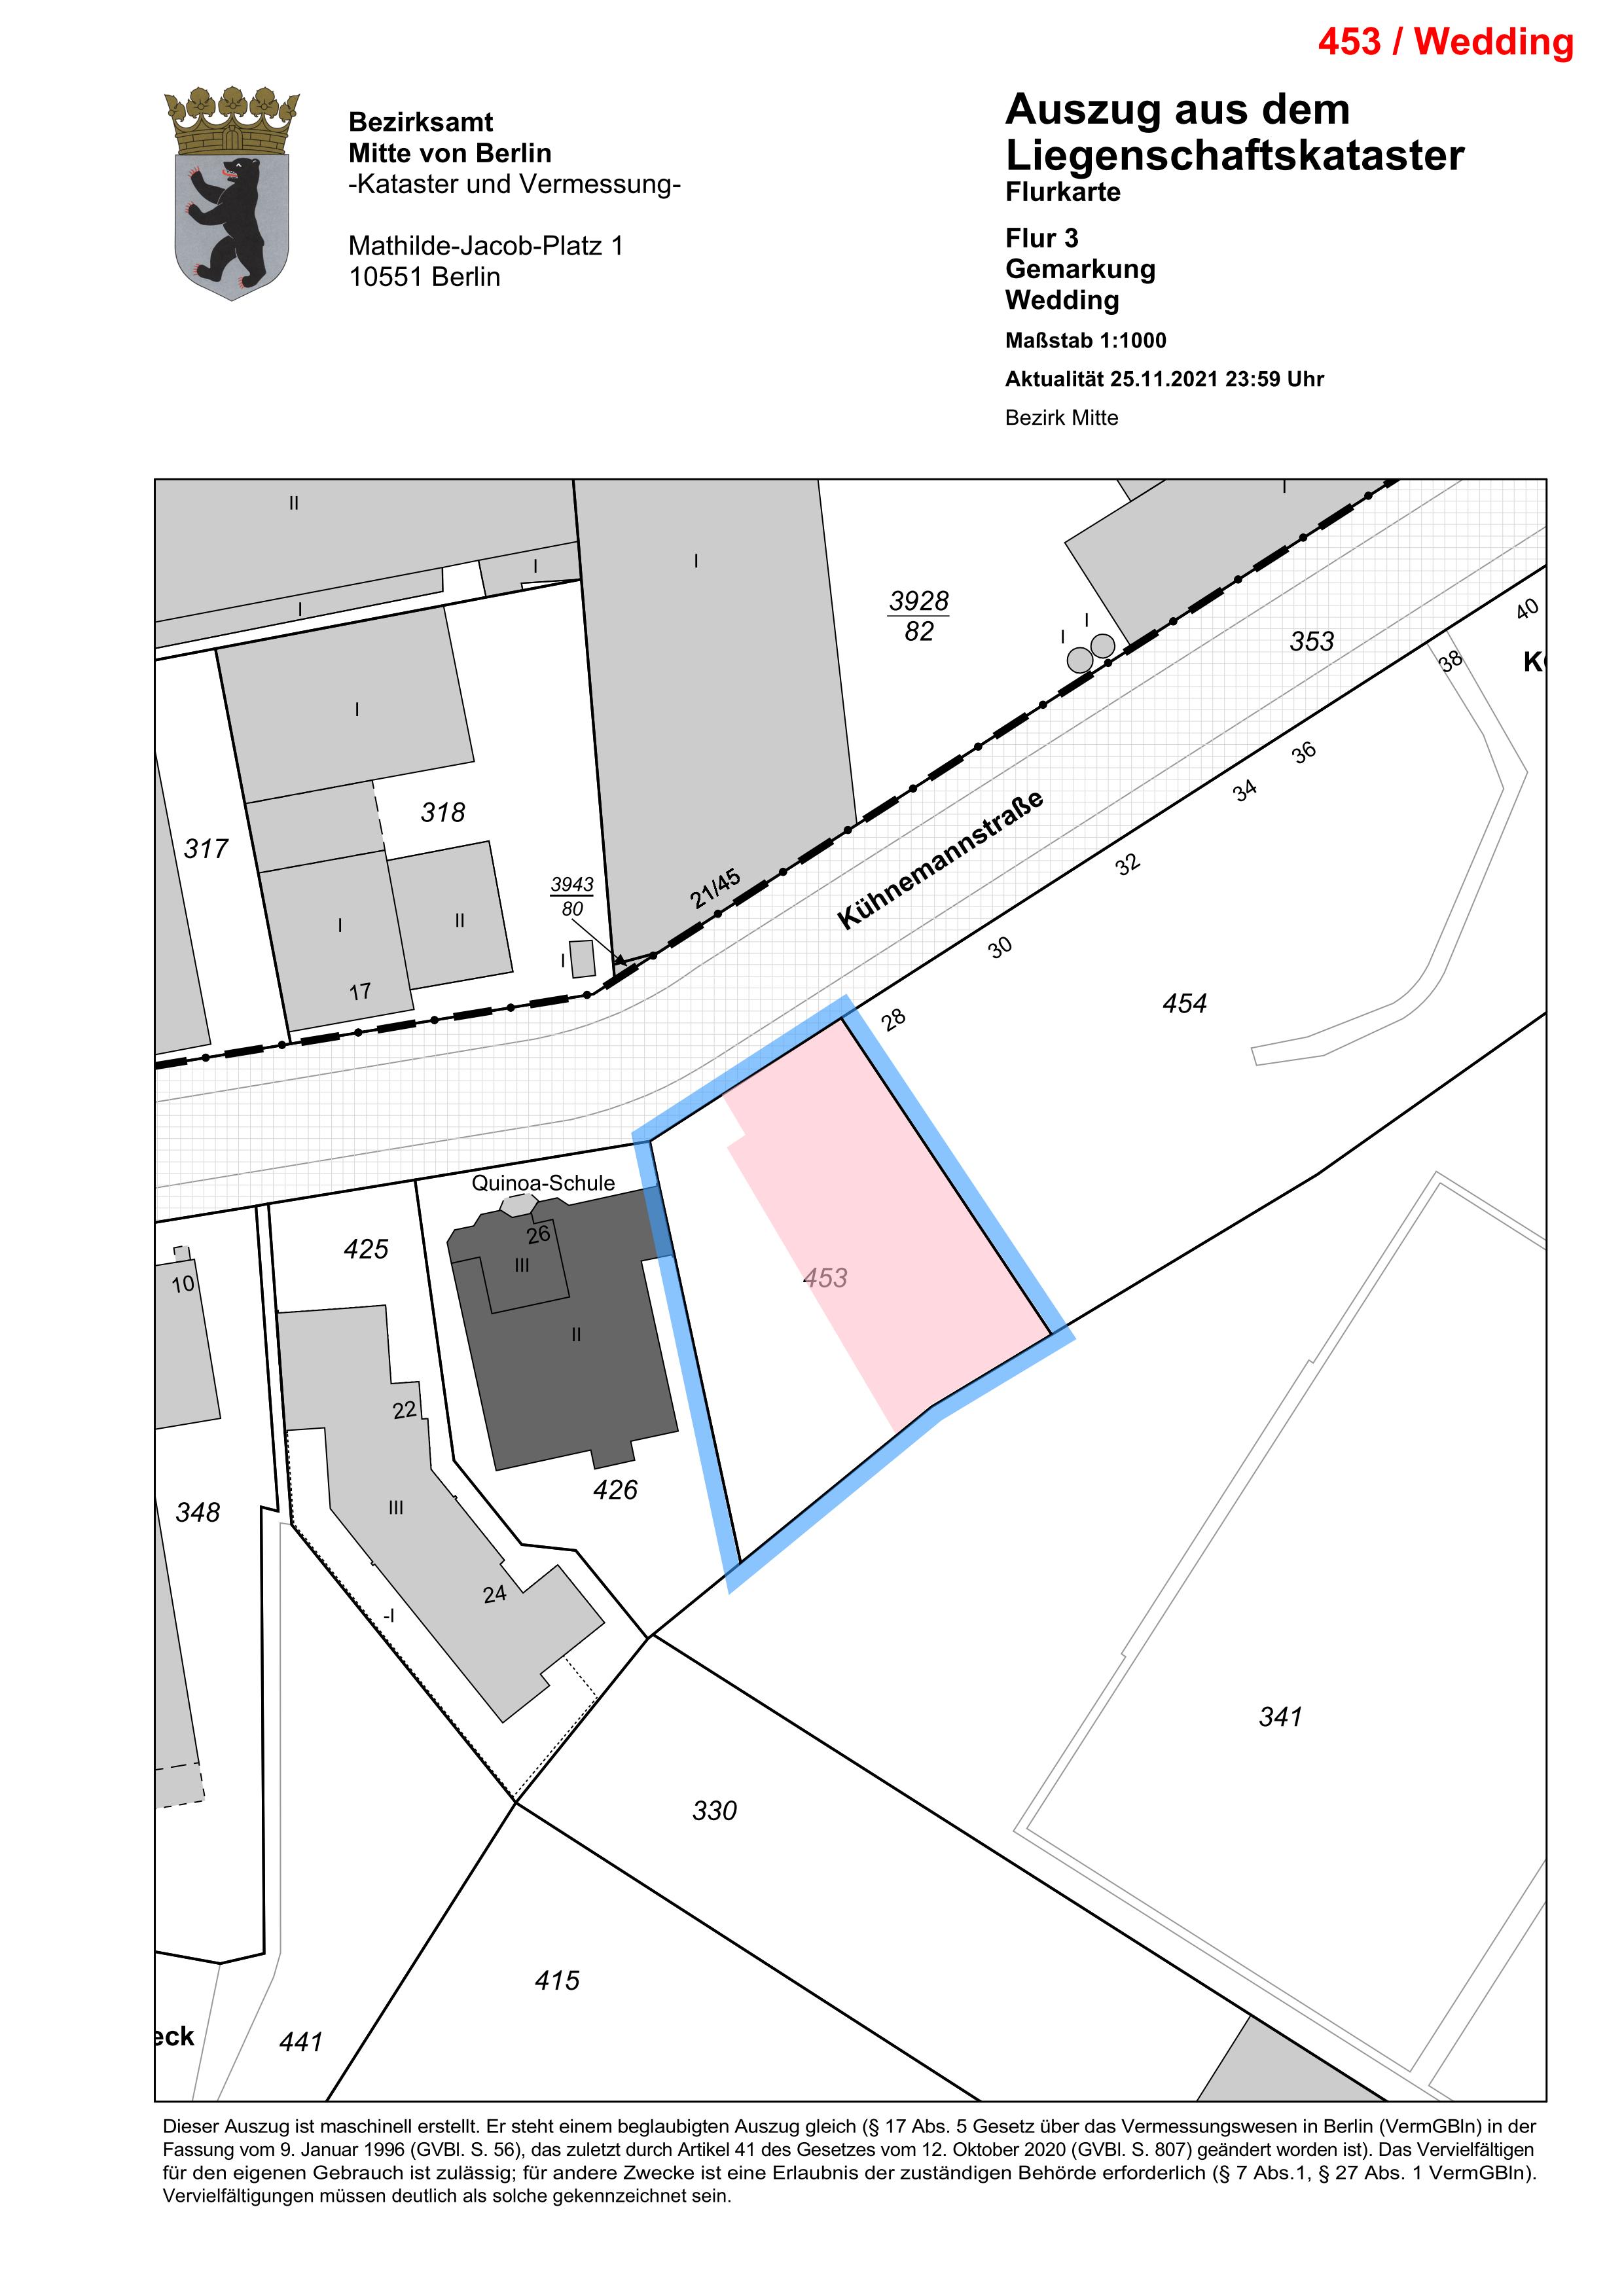 453 / Wedding
Bezirksamt
Mitte von Berlin
-Kataster und Vermessung-
Mathilde-Jacob-Platz 1
10551 Berlin
Auszug aus dem
Liegenschaftskataster
Flurkarte
Flur 3
Gemarkung
Wedding
Maßstab 1:1000
Aktualität 25.11.2021 23:59 Uhr
Bezirk Mitte
II
I
I
I
I
3928
82
I
I
353
40
38
36
34
32
30
28
Kühnemannstraße
21/45
I
318
317
3943
80
I
I
II
17
454
Quinoa-Schule
26
III
II
425
10
453
22
426
348
III
24
-I
341
330
415
441
eck
Dieser Auszug ist maschinell erstellt. Er steht einem beglaubigten Auszug gleich (§ 17 Abs. 5 Gesetz über das Vermessungswesen in Berlin (VermGBln) in der
Fassung vom 9. Januar 1996 (GVBl. S. 56), das zuletzt durch Artikel 41 des Gesetzes vom 12. Oktober 2020 (GVBl. S. 807) geändert worden ist). Das Vervielfältigen
für den eigenen Gebrauch ist zulässig; für andere Zwecke ist eine Erlaubnis der zuständigen Behörde erforderlich (§ 7 Abs.1, § 27 Abs. 1 VermGBln).
Vervielfältigungen müssen deutlich als solche gekennzeichnet sein.